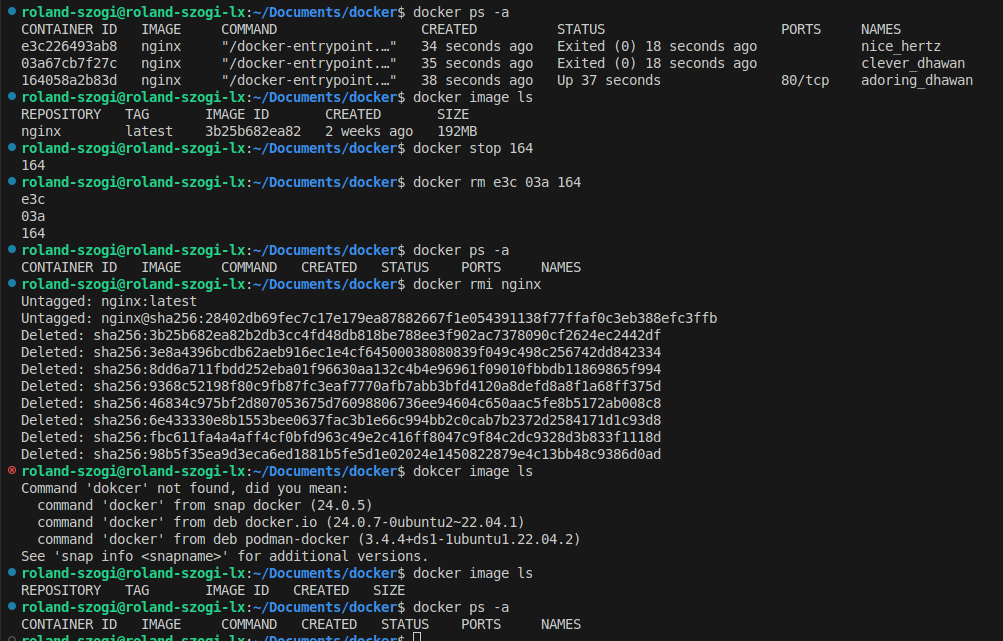 roland-szogi@roland-szogi-lx:~/Documents/docker$ docker ps -a
CONTAINER ID   IMAGE     COMMAND                  CREATED          STATUS                      PORTS     NAMES
e3c226493ab8   nginx     "/docker-entrypoint.…"   34 seconds ago   Exited (0) 18 seconds ago             nice_hertz
03a67cb7f27c   nginx     "/docker-entrypoint.…"   35 seconds ago   Exited (0) 18 seconds ago             clever_dhawan
164058a2b83d   nginx     "/docker-entrypoint.…"   38 seconds ago   Up 37 seconds               80/tcp    adoring_dhawan
roland-szogi@roland-szogi-lx:~/Documents/docker$ docker image ls
REPOSITORY   TAG       IMAGE ID       CREATED       SIZE
nginx        latest    3b25b682ea82   2 weeks ago   192MB
roland-szogi@roland-szogi-lx:~/Documents/docker$ docker stop 164
164
roland-szogi@roland-szogi-lx:~/Documents/docker$ docker rm e3c 03a 164
e3c
03a
164
roland-szogi@roland-szogi-lx:~/Documents/docker$ docker ps -a
CONTAINER ID   IMAGE     COMMAND   CREATED   STATUS    PORTS     NAMES
roland-szogi@roland-szogi-lx:~/Documents/docker$ docker rmi nginx
Untagged: nginx:latest
Untagged: nginx@sha256:28402db69fec7c17e179ea87882667f1e054391138f77ffaf0c3eb388efc3ffb
Deleted: sha256:3b25b682ea82b2db3cc4fd48db818be788ee3f902ac7378090cf2624ec2442df
Deleted: sha256:3e8a4396bcdb62aeb916ec1e4cf64500038080839f049c498c256742dd842334
Deleted: sha256:8dd6a711fbdd252eba01f96630aa132c4b4e96961f09010fbbdb11869865f994
Deleted: sha256:9368c52198f80c9fb87fc3eaf7770afb7abb3bfd4120a8defd8a8f1a68ff375d
Deleted: sha256:46834c975bf2d807053675d76098806736ee94604c650aac5fe8b5172ab008c8
Deleted: sha256:6e433330e8b1553bee0637fac3b1e66c994bb2c0cab7b2372d2584171d1c93d8
Deleted: sha256:fbc611fa4a4aff4cf0bfd963c49e2c416ff8047c9f84c2dc9328d3b833f1118d
Deleted: sha256:98b5f35ea9d3eca6ed1881b5fe5d1e02024e1450822879e4c13bb48c9386d0ad
roland-szogi@roland-szogi-lx:~/Documents/docker$ dokcer image ls
Command 'dokcer' not found, did you mean:
  command 'docker' from snap docker (24.0.5)
  command 'docker' from deb docker.io (24.0.7-0ubuntu2~22.04.1)
  command 'docker' from deb podman-docker (3.4.4+ds1-1ubuntu1.22.04.2)
See 'snap info <snapname>' for additional versions.
roland-szogi@roland-szogi-lx:~/Documents/docker$ docker image ls
REPOSITORY   TAG       IMAGE ID   CREATED   SIZE
roland-szogi@roland-szogi-lx:~/Documents/docker$ docker ps -a
CONTAINER ID   IMAGE     COMMAND   CREATED   STATUS    PORTS     NAMES
roland-szogi@roland-szogi-lx:~/Documents/docker$